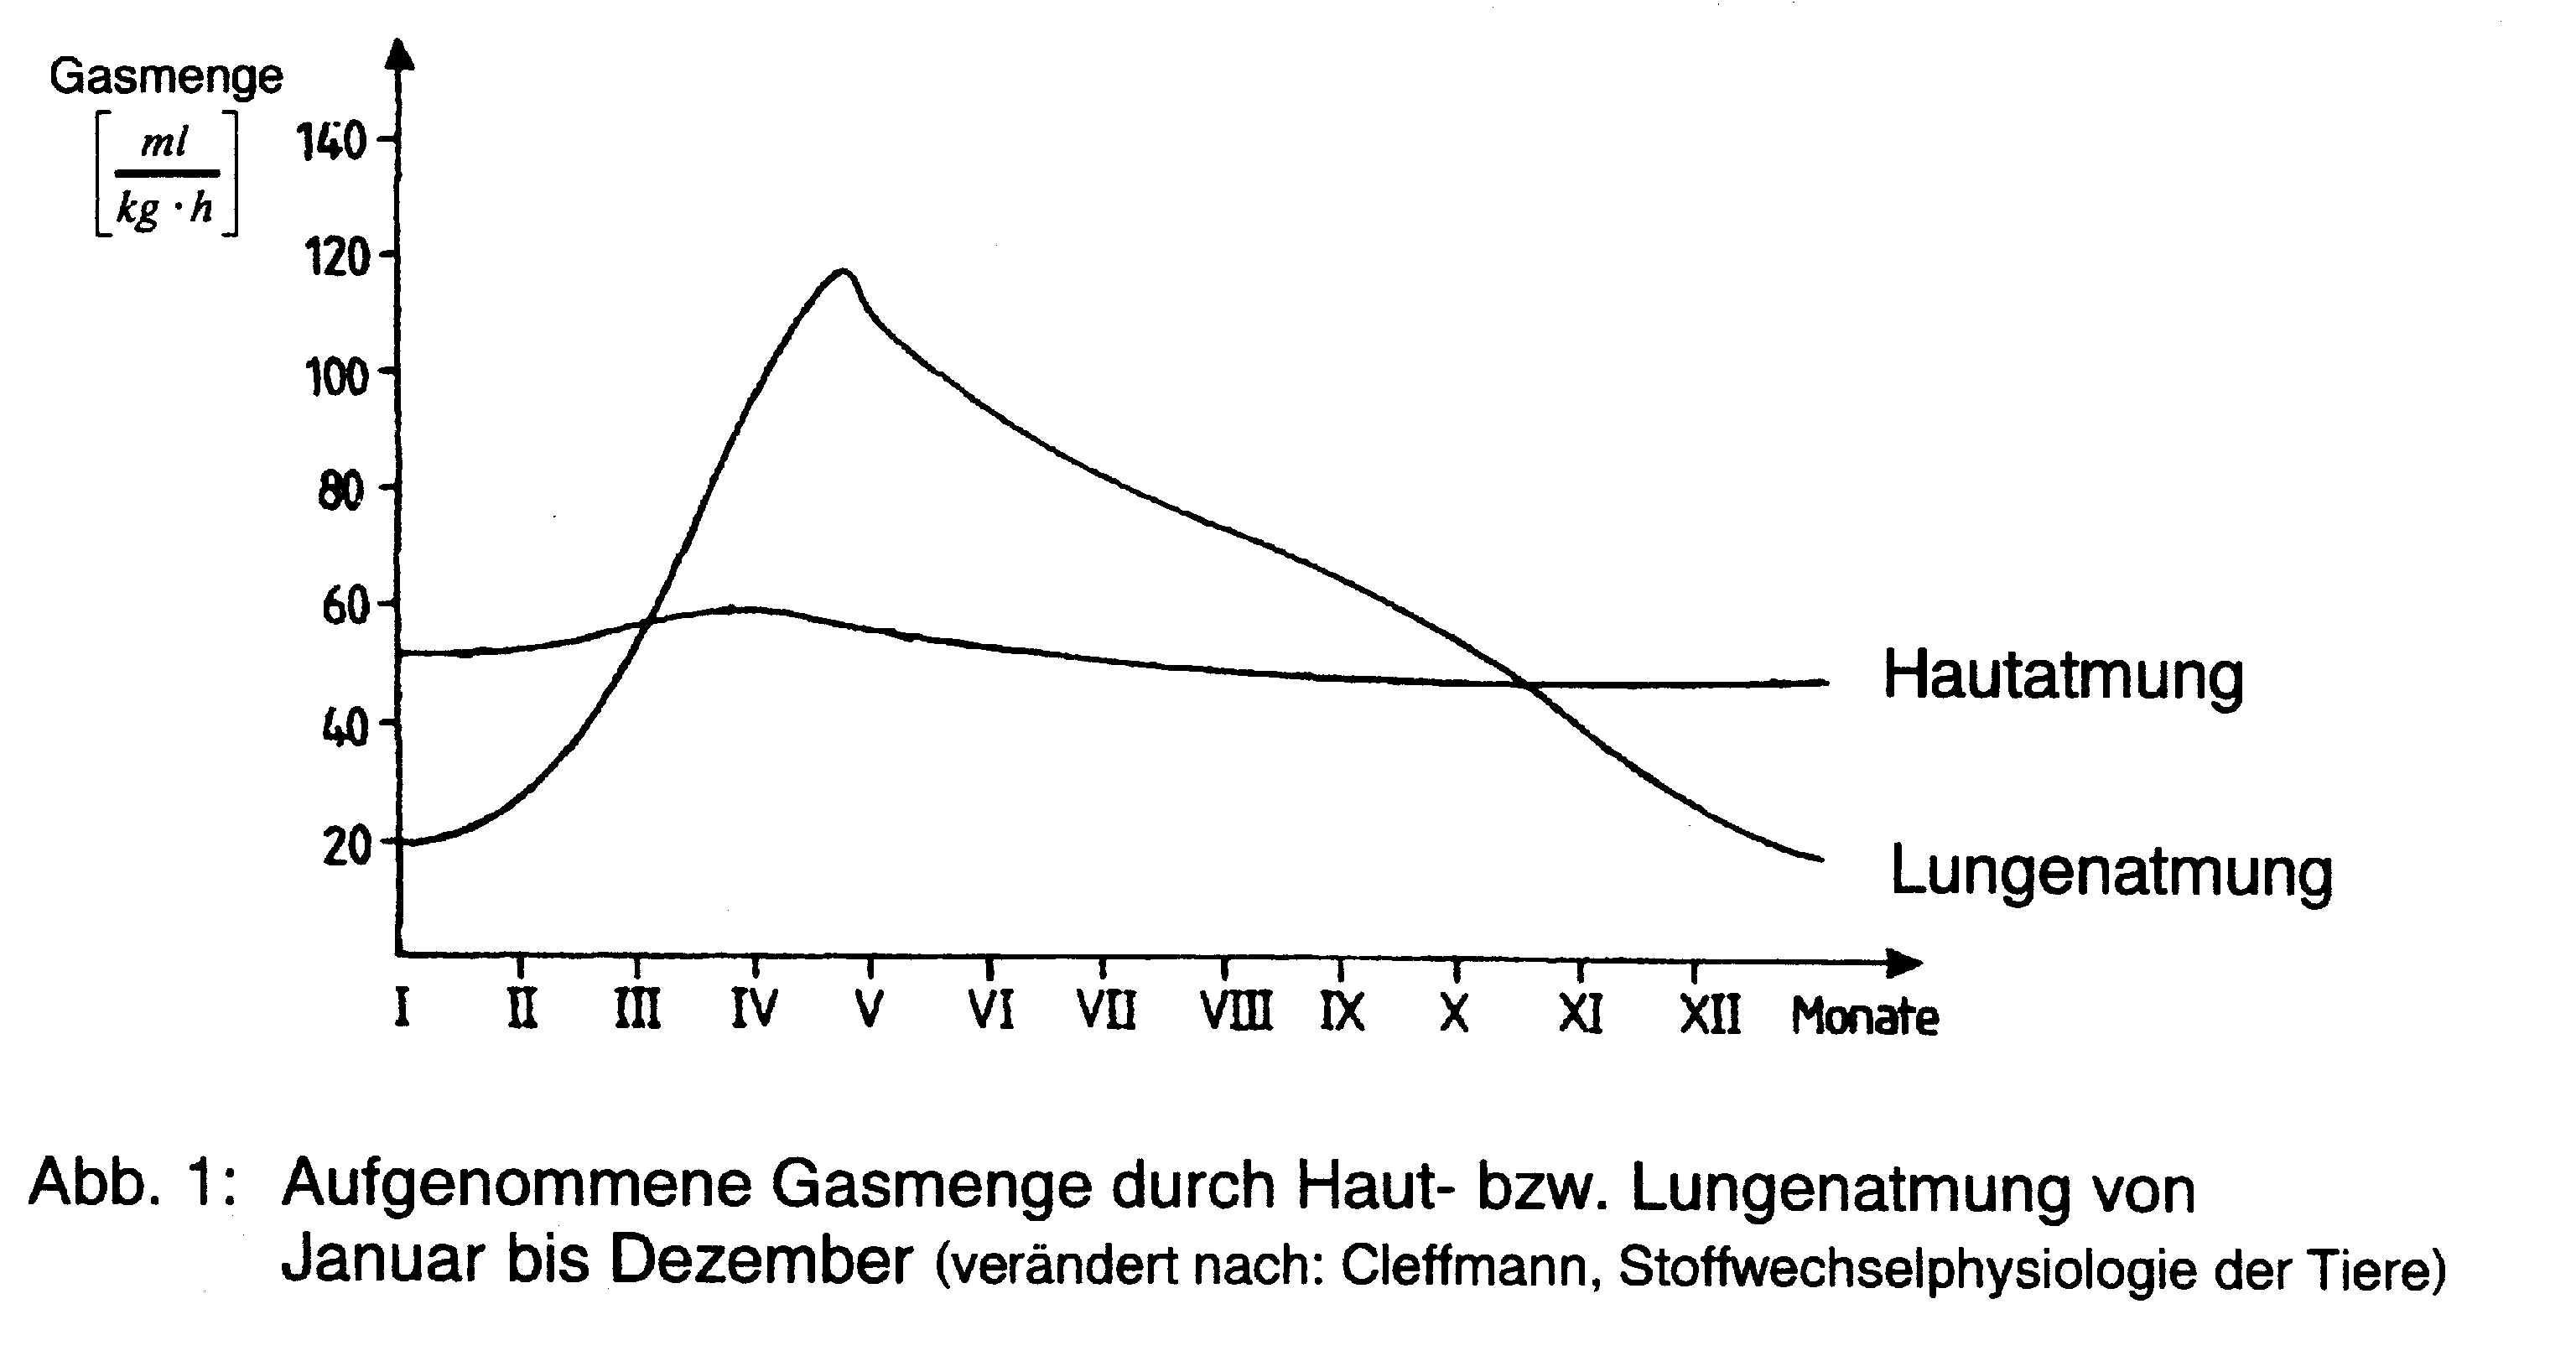 Gasmenge
[ml / kg · h]
140
120
100
80
60
40
20
Hautatmung
Lungenatmung
I II III IV V VI VII VIII IX X XI XII Monate
Abb. 1: Aufgenommene Gasmenge durch Haut- bzw. Lungenatmung von
Januar bis Dezember (verändert nach: Cleffmann, Stoffwechselphysiologie der Tiere)